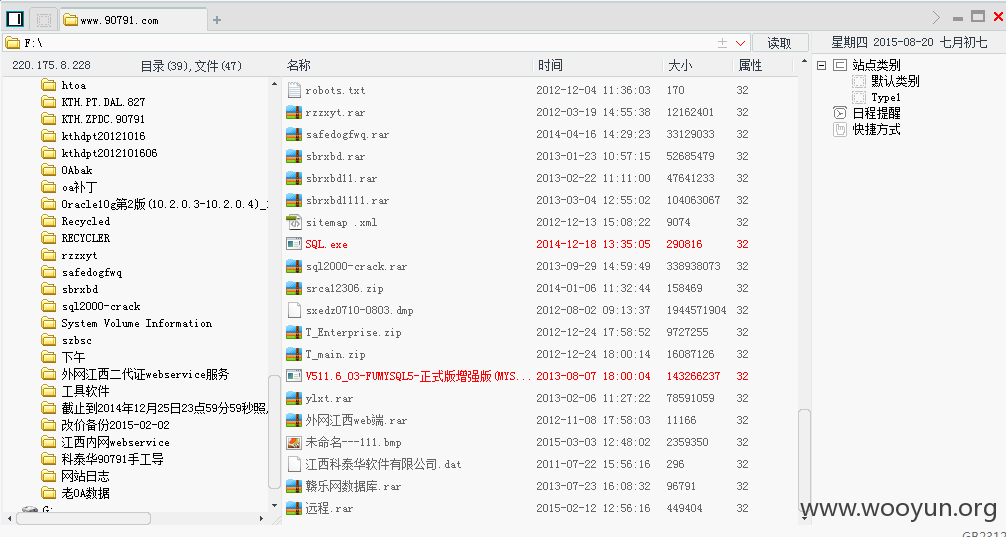 www.90791.com
F:\
读取
星期四 2015-08-20 七月初七
220.175.8.228
目录(39),文件(47)
名称 时间 大小 属性
htoa
KTH.PT.DAL.827
KTH.ZPDC.90791
kthdpt20121016
kthdpt2012101606
OAbak
oa补丁
Oracle10g第2版(10.2.0.3-10.2.0.4)_
Recycled
RECYCLER
rzzxyt
safedogfwq
sbrxbd
sql2000-crack
System Volume Information
szbsc
下午
外网江西二代证webservice服务
工具软件
截止到2014年12月25日23点59分59秒照
改价备份2015-02-02
江西内网webservice
科泰华90791手工导
网站日志
老OA数据
G:
robots.txt 2012-12-04 11:36:03 170 32
rzzxyt.rar 2012-03-19 14:55:38 12162401 32
safedogfwq.rar 2014-04-16 14:29:23 33129033 32
sbrxbd.rar 2013-01-23 10:57:15 52685479 32
sbrxbd11.rar 2013-02-22 11:11:00 47641233 32
sbrxbd1111.rar 2013-03-04 12:55:02 104063067 32
sitemap .xml 2012-12-13 15:08:22 9074 32
SQL.exe 2014-12-18 13:35:05 290816 32
sql2000-crack.rar 2013-09-29 14:59:49 338938073 32
srca12306.zip 2014-01-06 11:32:44 158469 32
sxedz0710-0803.dmp 2012-08-02 09:13:37 1944571904 32
T_Enterprise.zip 2012-12-24 17:58:52 9727255 32
T_main.zip 2012-12-24 18:00:14 16087126 32
V511.6_03-FUMYSQL5-正式版增强版(MYS... 2013-08-07 18:00:04 143266237 32
ylxt.rar 2013-02-06 11:27:22 78591059 32
外网江西web端.rar 2012-11-08 17:58:03 11166 32
未命名---111.bmp 2015-03-03 12:48:02 2359350 32
江西科泰华软件有限公司.dat 2011-07-22 15:56:16 296 32
赣乐网数据库.rar 2013-07-23 16:08:32 96791 32
远程.rar 2015-02-12 12:56:16 449404 32
站点类别
默认类别
Type1
日程提醒
快捷方式
www.wooyun.org
GB2312